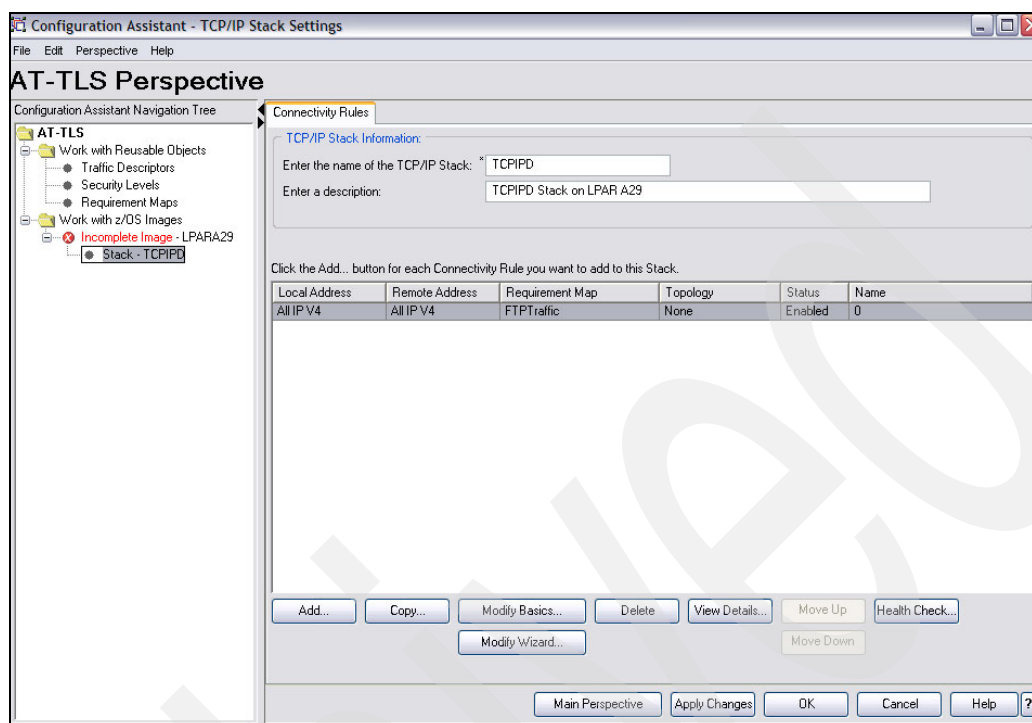 Configuration Assistant - TCP/IP Stack Settings
File Edit Perspective Help
AT-TLS Perspective
Configuration Assistant Navigation Tree
AT-TLS
Work with Reusable Objects
Traffic Descriptors
Security Levels
Requirement Maps
Work with z/OS Images
Incomplete Image - LPARA29
Stack - TCPIPD
Connectivity Rules
TCP/IP Stack Information:
Enter the name of the TCP/IP Stack: * TCPIPD
Enter a description: TCPIPD Stack on LPAR A29
Click the Add... button for each Connectivity Rule you want to add to this Stack.
Local Address Remote Address Requirement Map Topology Status Name
All IP V4 All IP V4 FTPTraffic None Enabled 0
Add... Copy... Modify Basics... Delete View Details... Move Up Health Check...
Modify Wizard... Move Down
Main Perspective Apply Changes OK Cancel Help ?